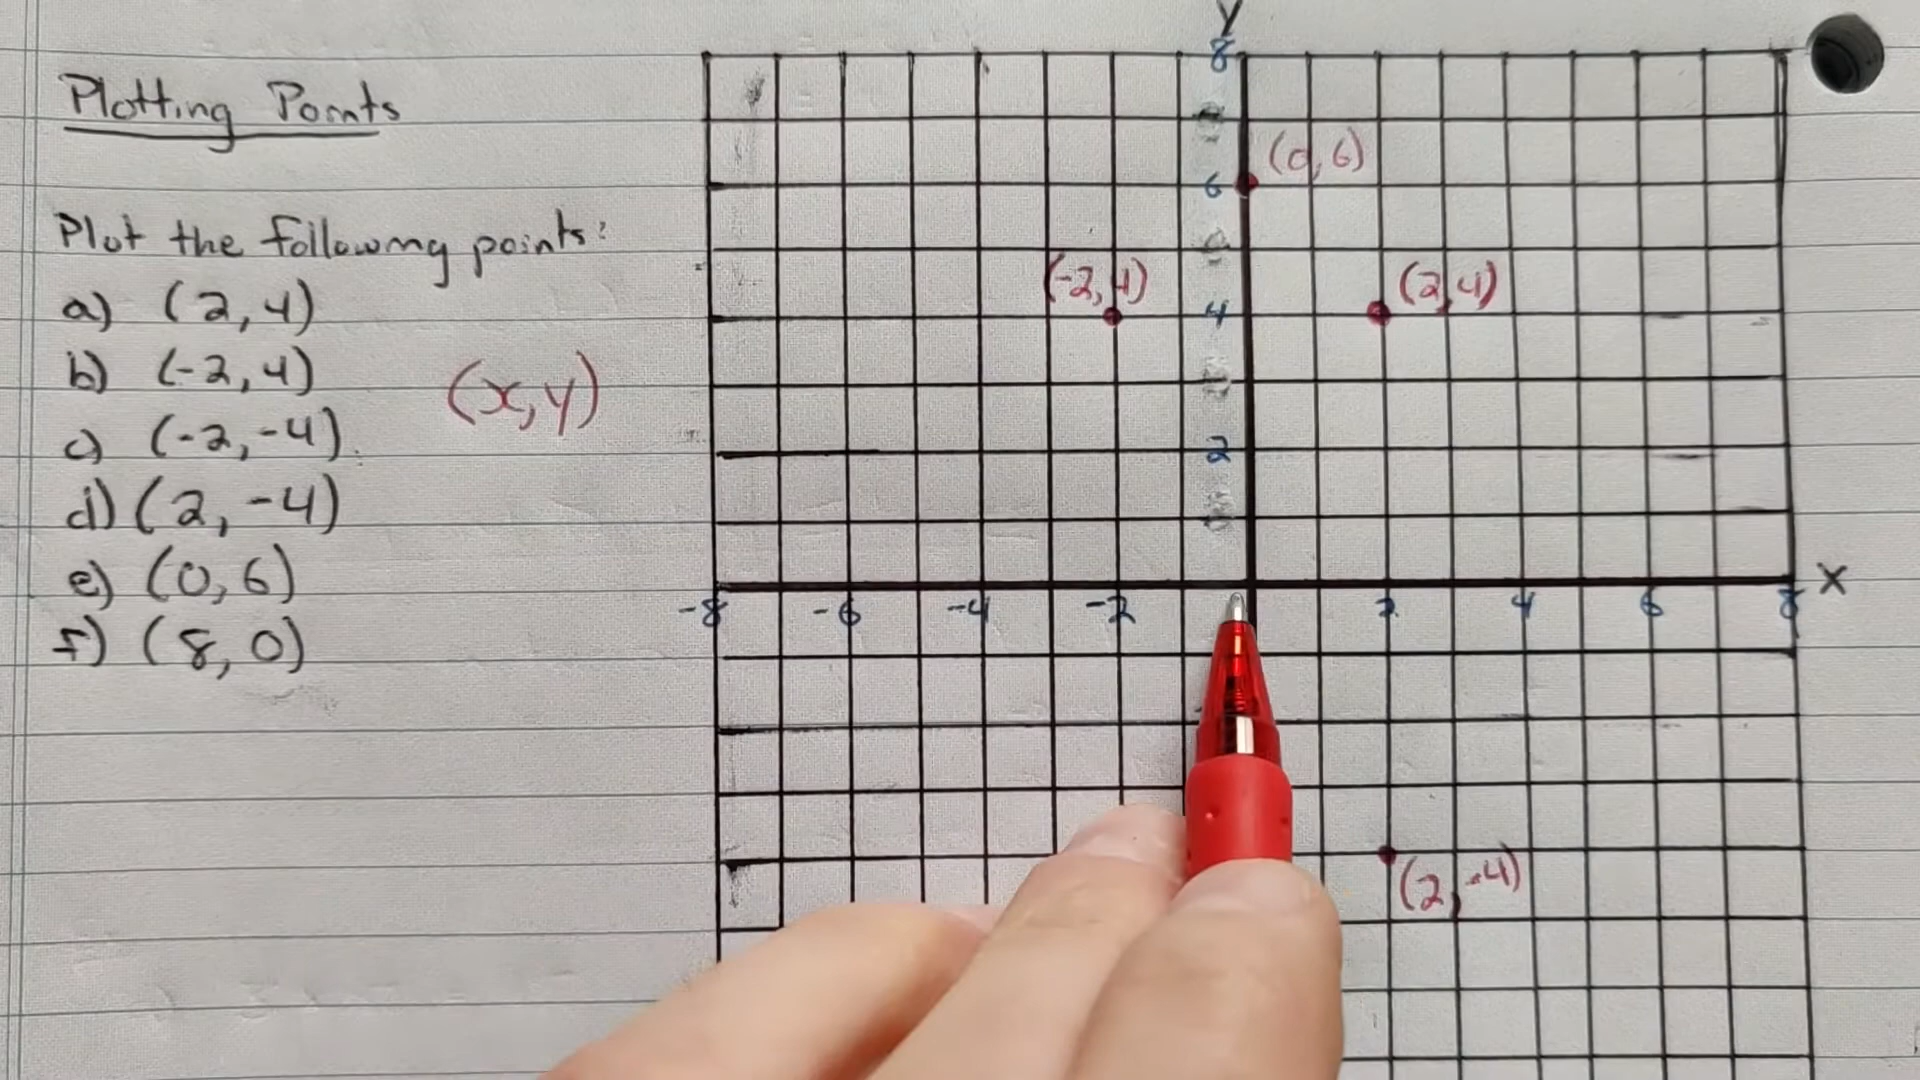 Plotting Points
Plot the following points:
a) (2,4)
b) (-2,4)
c) (-2,-4)
d) (2,-4)
e) (0,6)
f) (8,0)
(x,y)
y
8
(0,6)
6
(-2,4)
4
(2,4)
2
-8 -6 -4 -2 2 4 6 8
x
(2,-4)